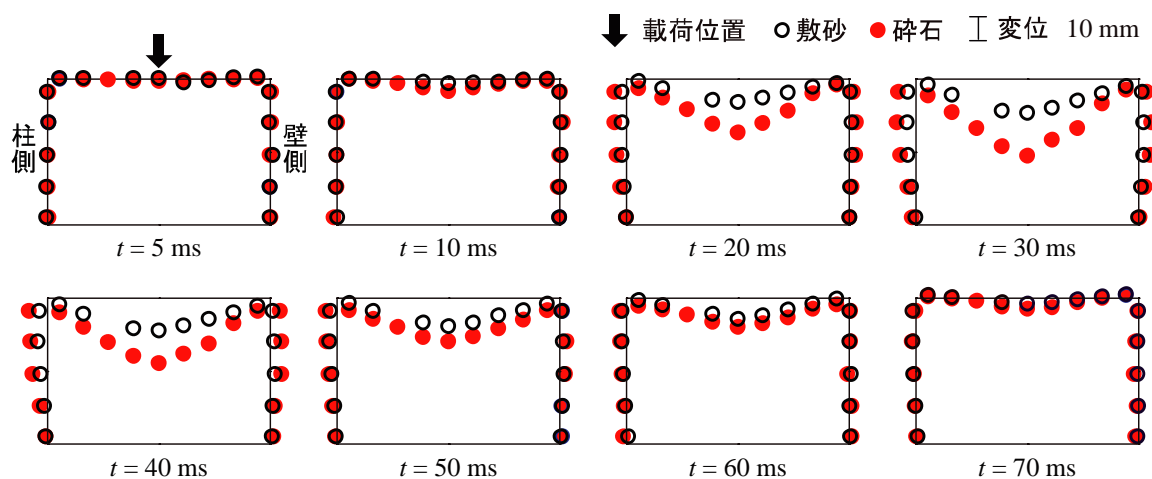 載荷位置 敷砂 砕石 変位 10 mm
柱側
壁側
t = 5 ms
t = 10 ms
t = 20 ms
t = 30 ms
t = 40 ms
t = 50 ms
t = 60 ms
t = 70 ms